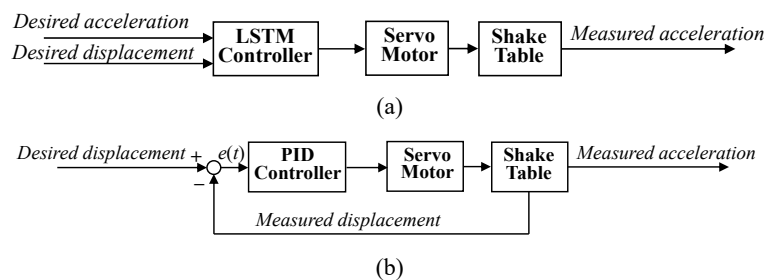 Desired acceleration
Desired displacement
LSTM
Controller
Servo
Motor
Shake
Table
Measured acceleration
(a)
Desired displacement
+
−
e(t)
PID
Controller
Servo
Motor
Shake
Table
Measured acceleration
Measured displacement
(b)